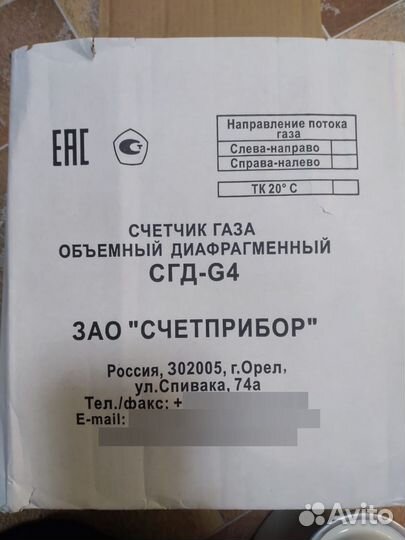 ЕАС
Направление потока
газа
Слева-направо
Справа-налево
ТК 20° С
СЧЕТЧИК ГАЗА
ОБЪЕМНЫЙ ДИАФРАГМЕННЫЙ
СГД-G4
ЗАО "СЧЕТПРИБОР"
Россия, 302005, г.Орел,
ул.Спивака, 74а
Тел./факс: +
E-mail:
Avito